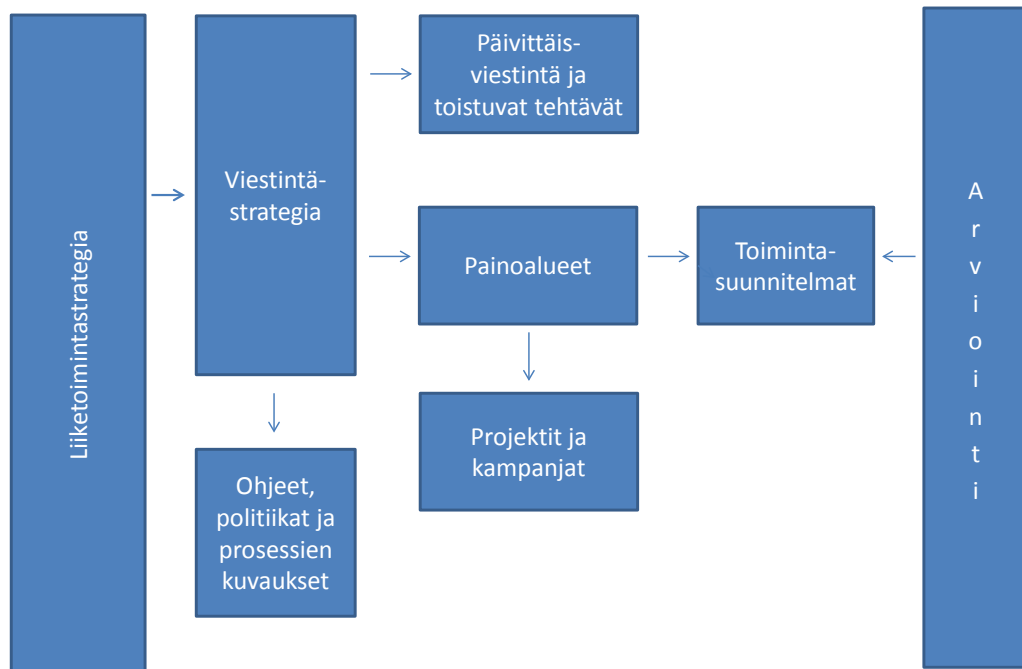 Liiketoimintastrategia
Viestintä-
strategia
Päivittäis-
viestintä ja
toistuvat tehtävät
Painoalueet
Toiminta-
suunnitelmat
Projektit ja
kampanjat
Ohjeet,
politiikat ja
prosessien
kuvaukset
Arviointi